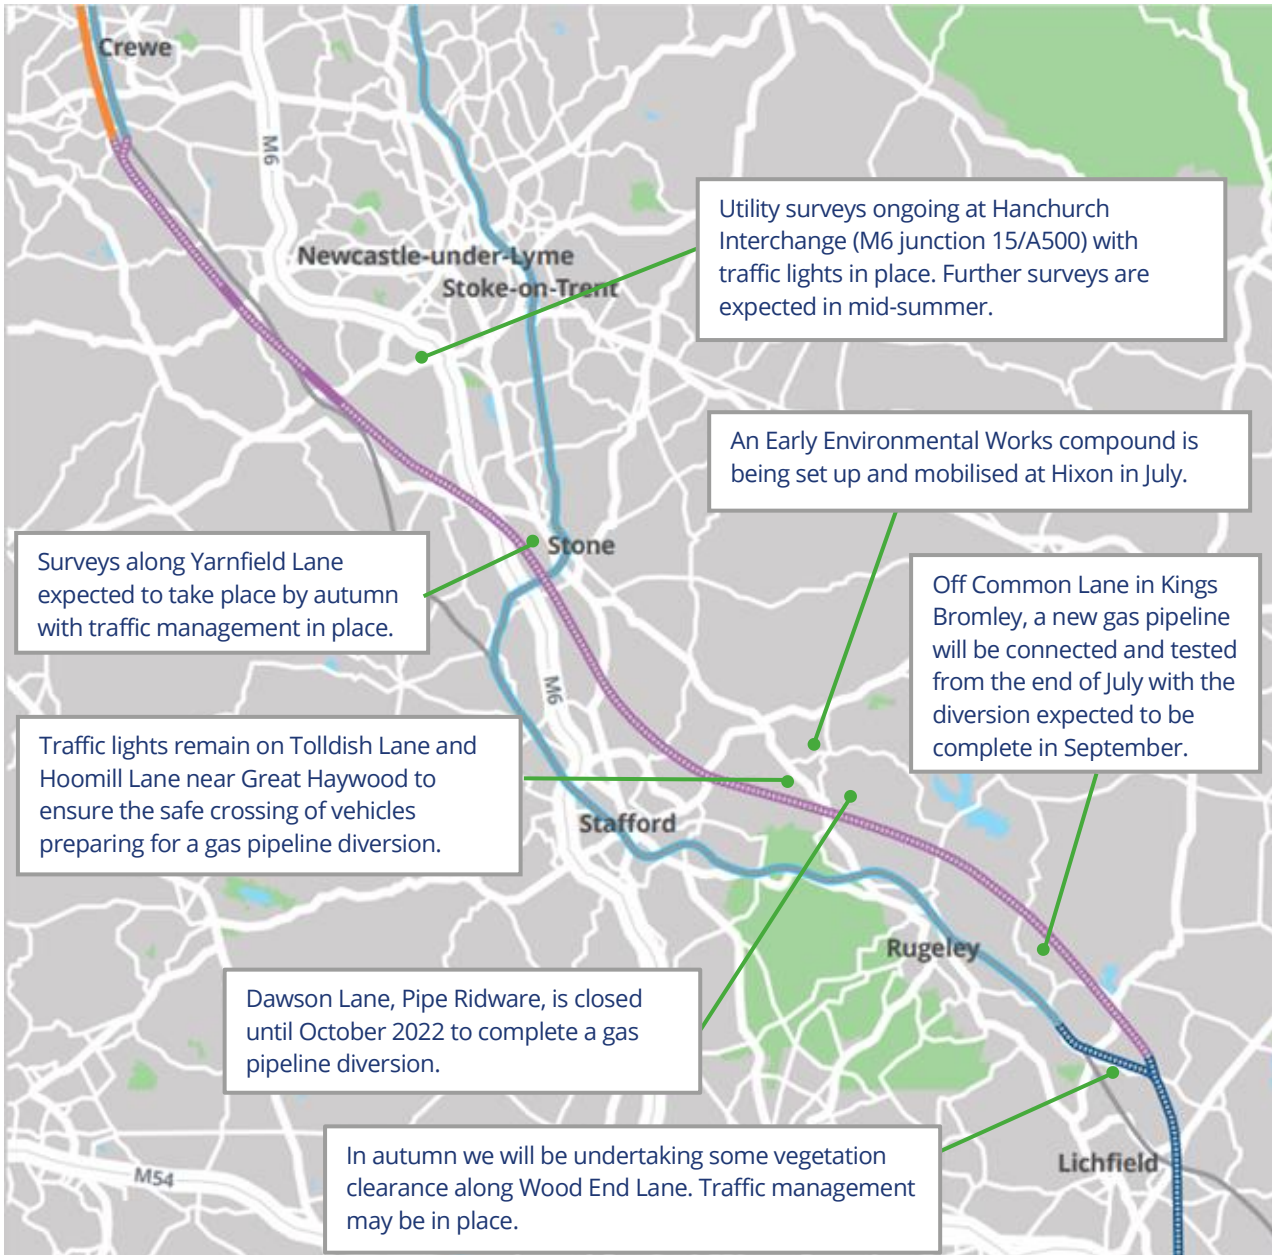 Crewe
M6
Utility surveys ongoing at Hanchurch
Interchange (M6 junction 15/A500) with
traffic lights in place. Further surveys are
expected in mid-summer.
Newcastle-under-Lyme
Stoke-on-Trent
An Early Environmental Works compound is
being set up and mobilised at Hixon in July.
Surveys along Yarnfield Lane
expected to take place by autumn
with traffic management in place.
Stone
Off Common Lane in Kings
Bromley, a new gas pipeline
will be connected and tested
from the end of July with the
diversion expected to be
complete in September.
M6
Traffic lights remain on Tolldish Lane and
Hoomill Lane near Great Haywood to
ensure the safe crossing of vehicles
preparing for a gas pipeline diversion.
Stafford
Rugeley
Dawson Lane, Pipe Ridware, is closed
until October 2022 to complete a gas
pipeline diversion.
In autumn we will be undertaking some vegetation
clearance along Wood End Lane. Traffic management
may be in place.
Lichfield
M54